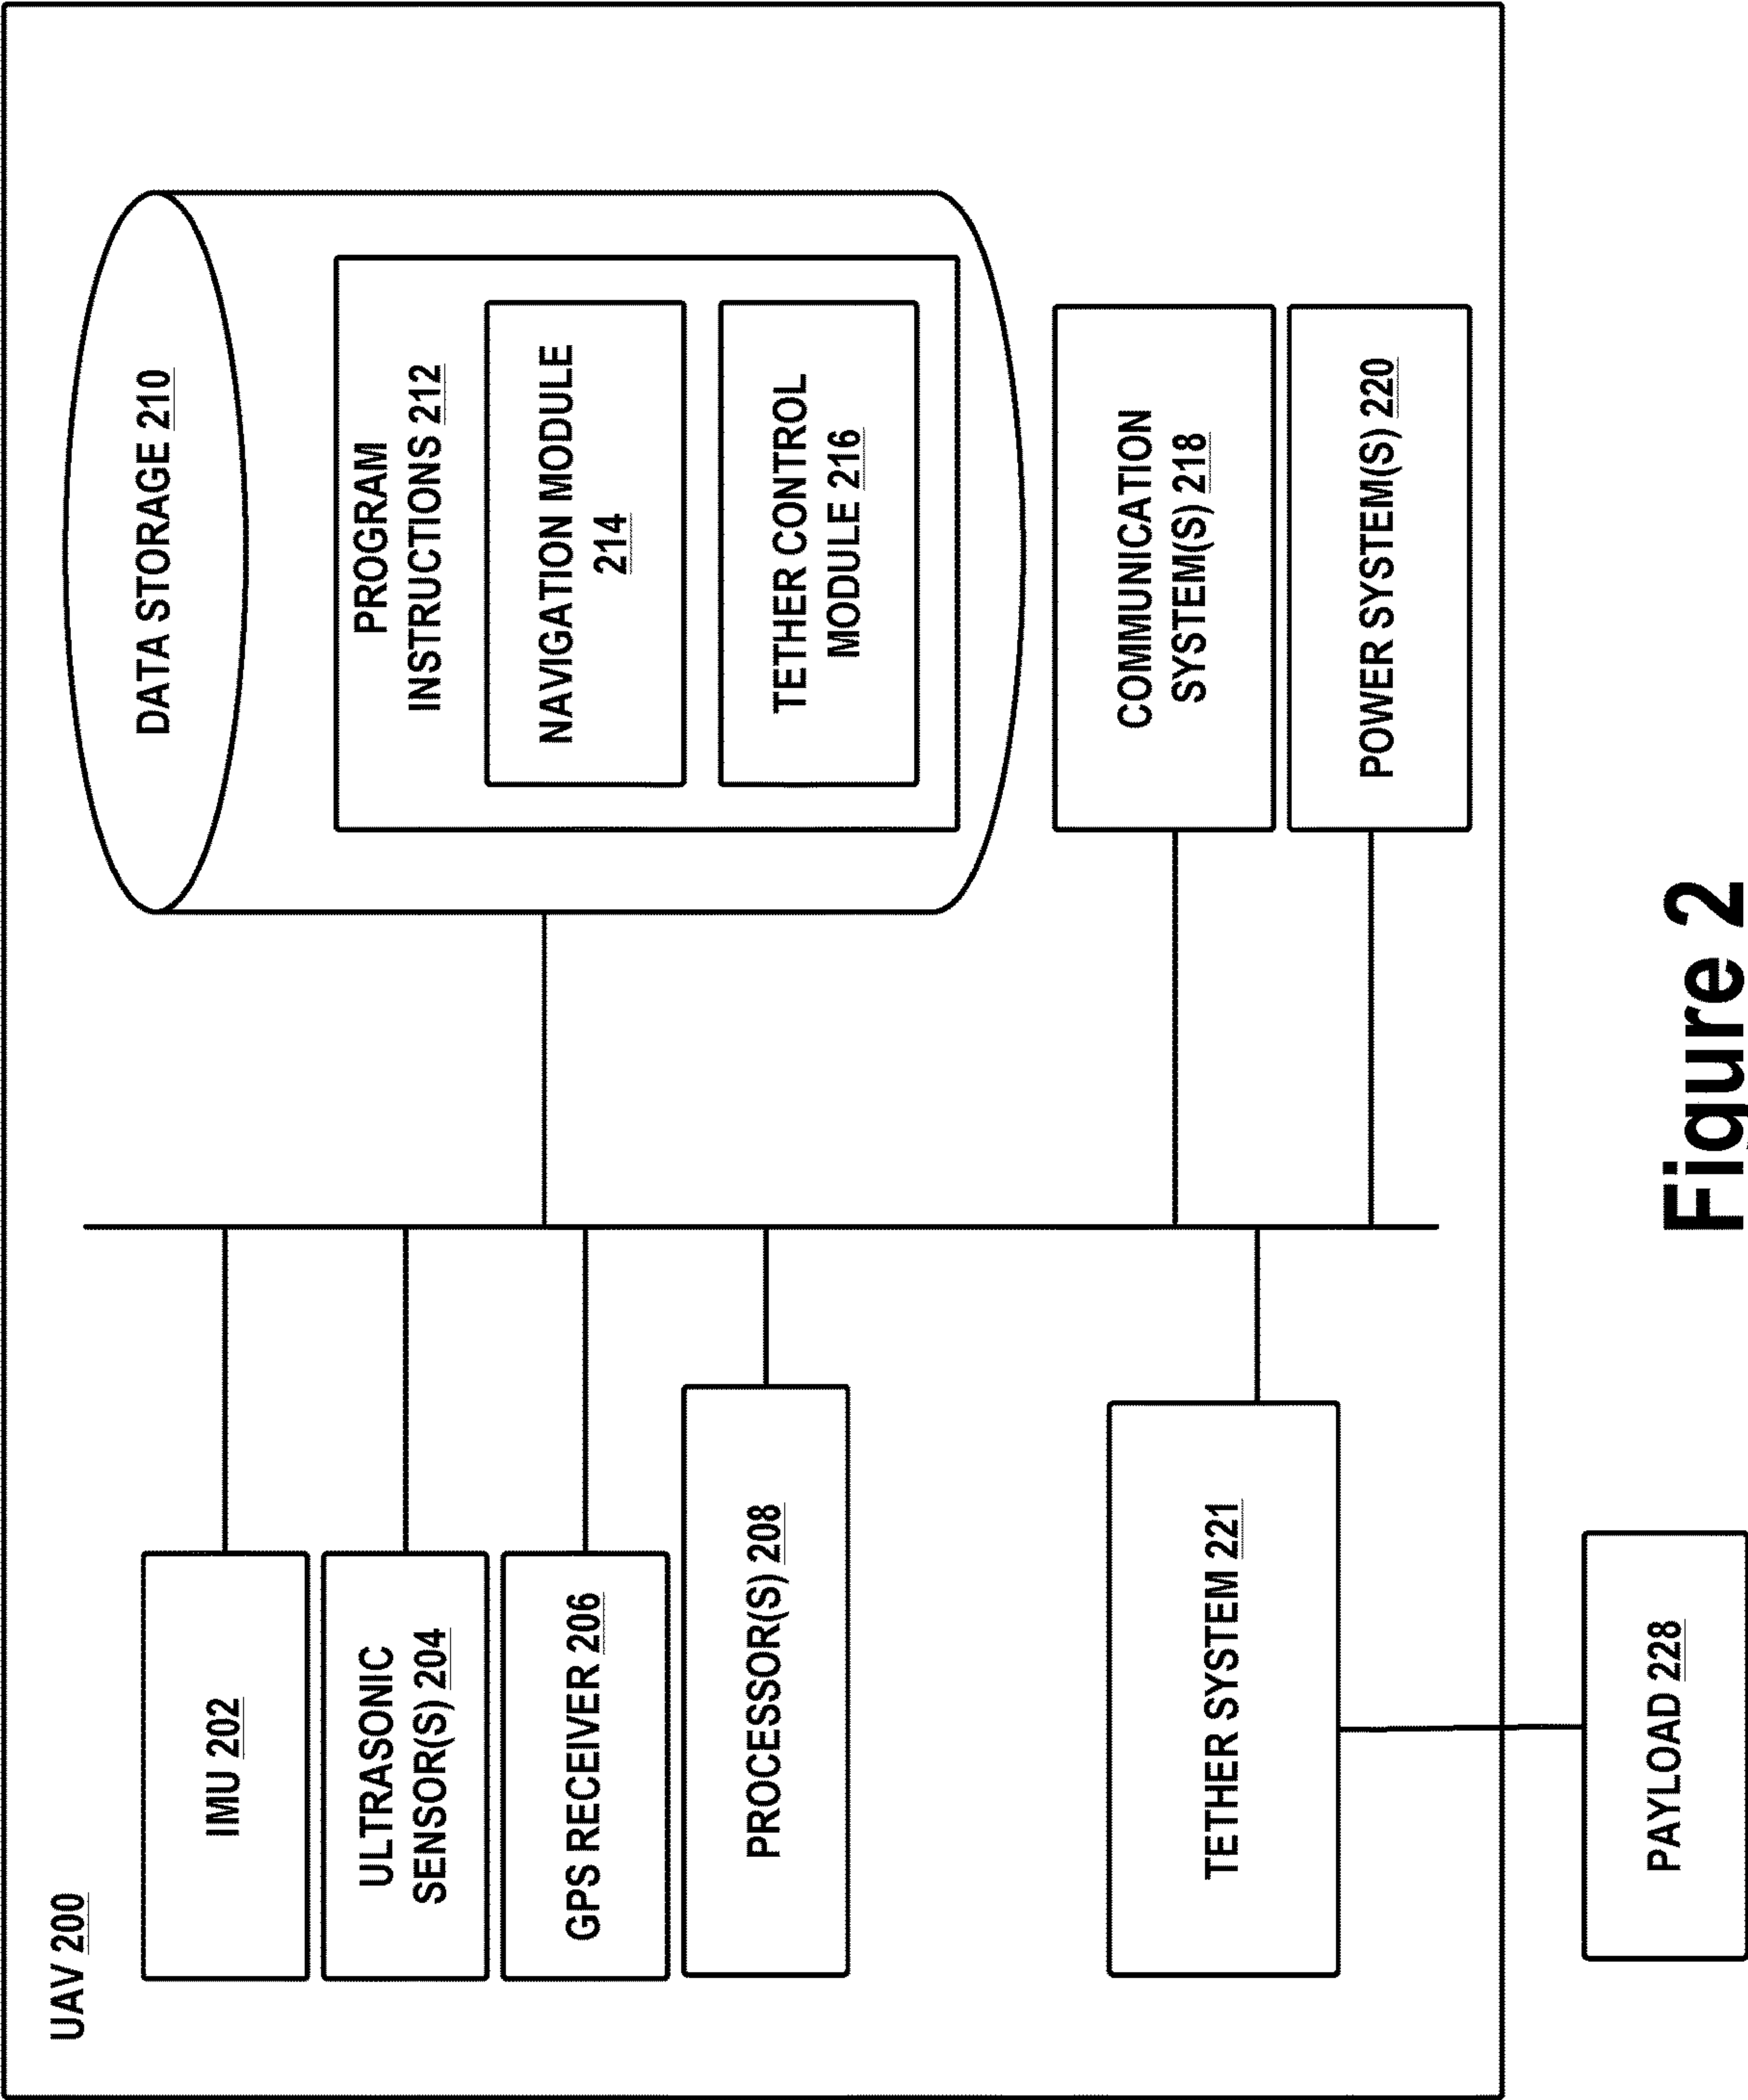 UAV 200
IMU 202
ULTRASONIC
SENSOR(S) 204
GPS RECEIVER 206
PROCESSOR(S) 208
TETHER SYSTEM 221
PAYLOAD 228
DATA STORAGE 210
PROGRAM
INSTRUCTIONS 212
NAVIGATION MODULE
214
TETHER CONTROL
MODULE 216
COMMUNICATION
SYSTEM(S) 218
POWER SYSTEM(S) 220
Figure 2